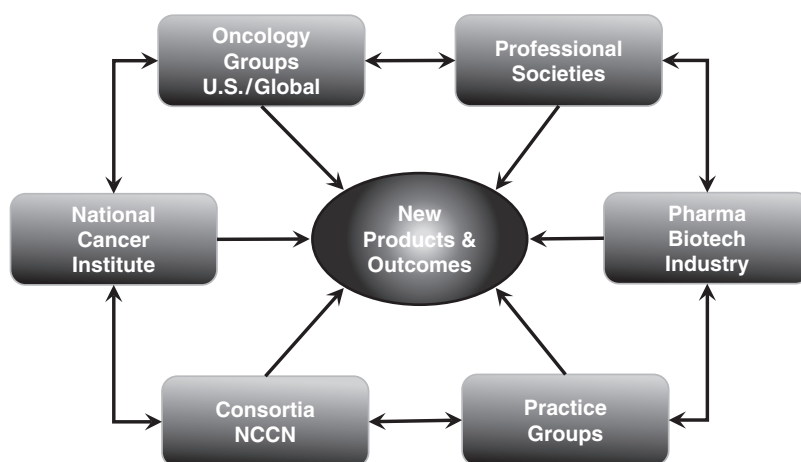 Oncology
Groups
U.S./Global
Professional
Societies
National
Cancer
Institute
New
Products &
Outcomes
Pharma
Biotech
Industry
Consortia
NCCN
Practice
Groups